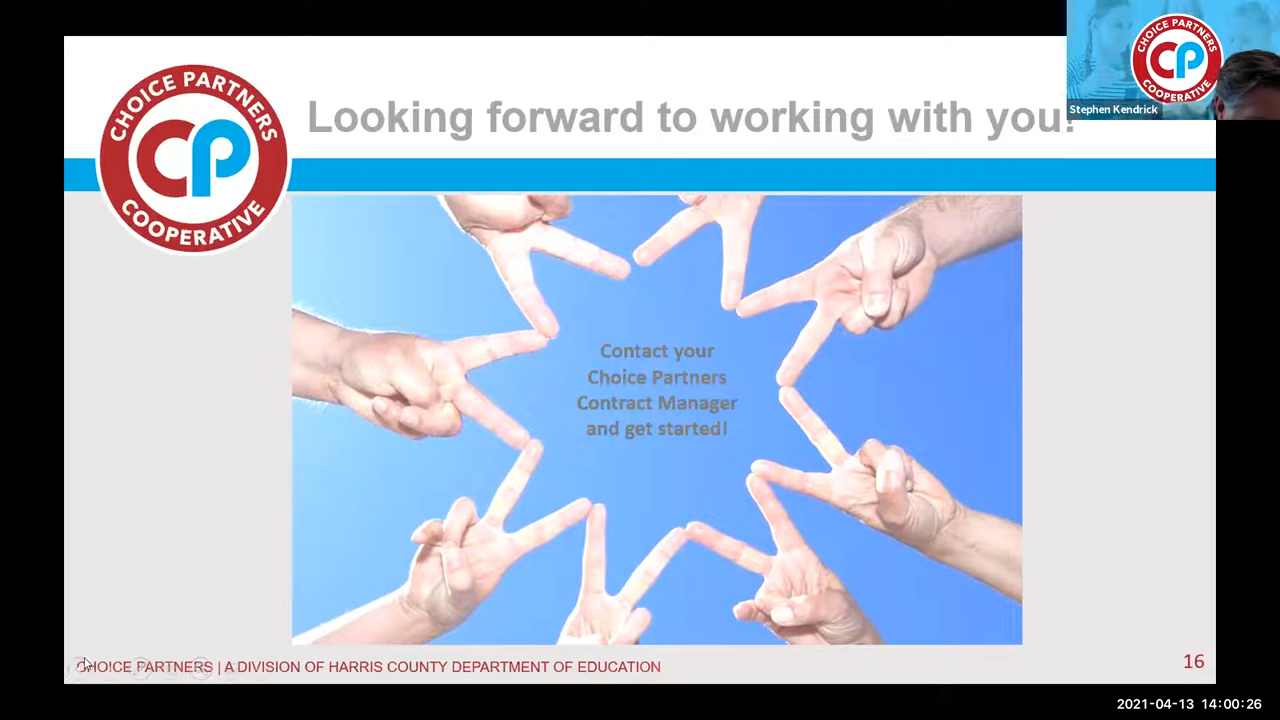 CHOICE PARTNERS
CP
COOPERATIVE
Looking forward to working with you!
CHOICE PARTNERS
CP
COOPERATIVE
Stephen Kendrick
Contact your
Choice Partners
Contract Manager
and get started!
CHOICE PARTNERS | A DIVISION OF HARRIS COUNTY DEPARTMENT OF EDUCATION
16
2021-04-13 14:00:26